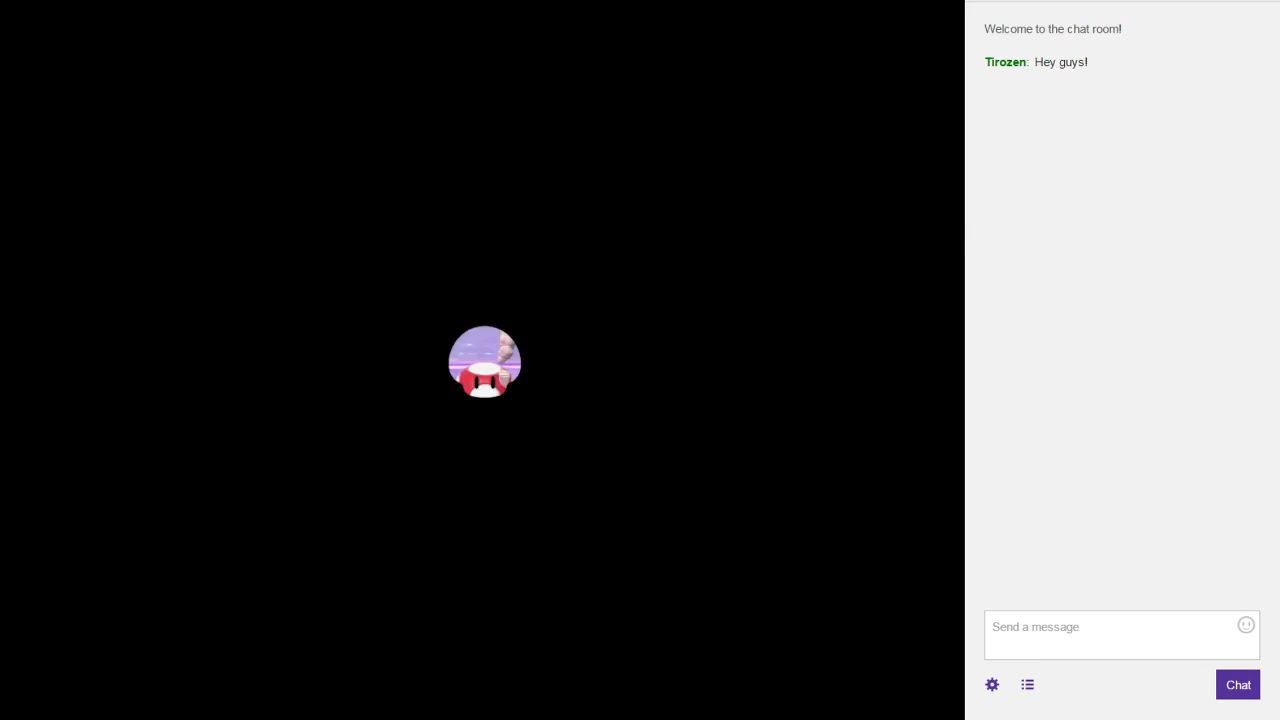 Welcome to the chat room!
Tirozen: Hey guys!
Send a message
Chat